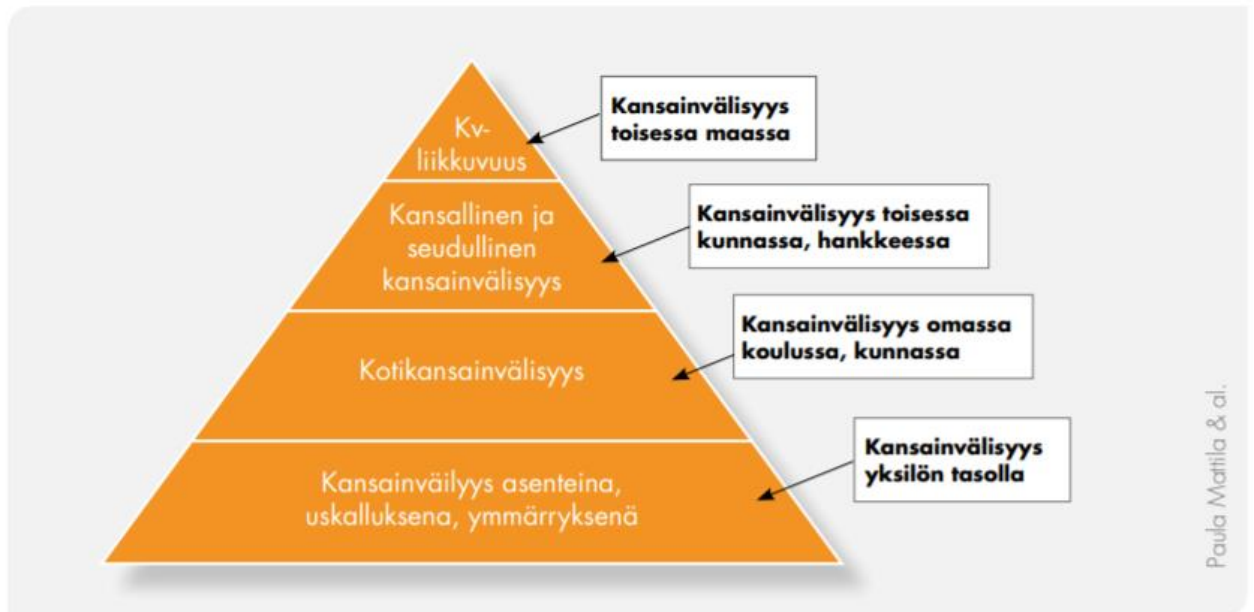 Kv-
liikkuvuus
Kansainvälisyys
toisessa maassa
Kansallinen ja
seudullinen
kansainvälisyys
Kansainvälisyys toisessa
kunnassa, hankkeessa
Kotikansainvälisyys
Kansainvälisyys omassa
koulussa, kunnassa
Kansainväilyys asenteina,
uskalluksena, ymmärryksenä
Kansainvälisyys
yksilön tasolla
Paula Mattila & al.